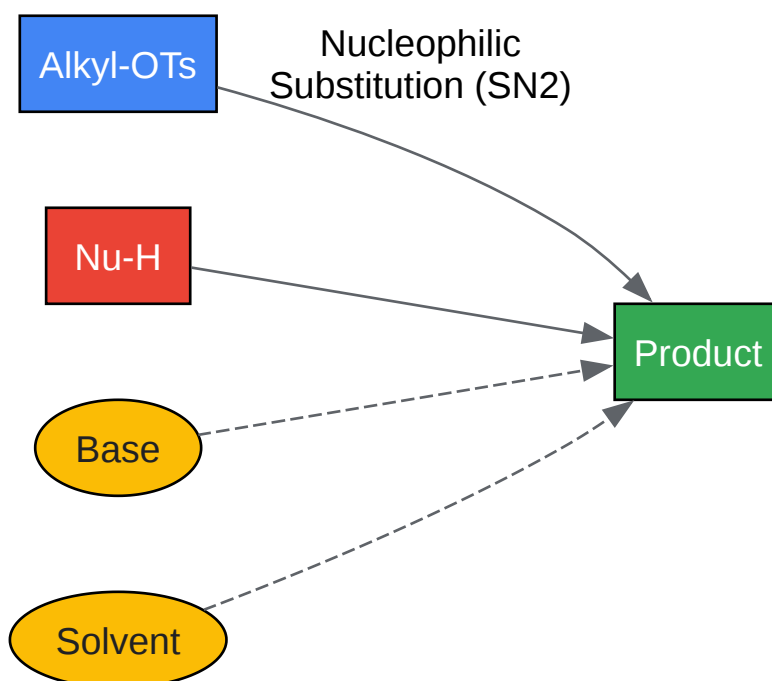 Alkyl-OTs
Nucleophilic
Substitution (SN2)
Nu-H
Product
Base
Solvent